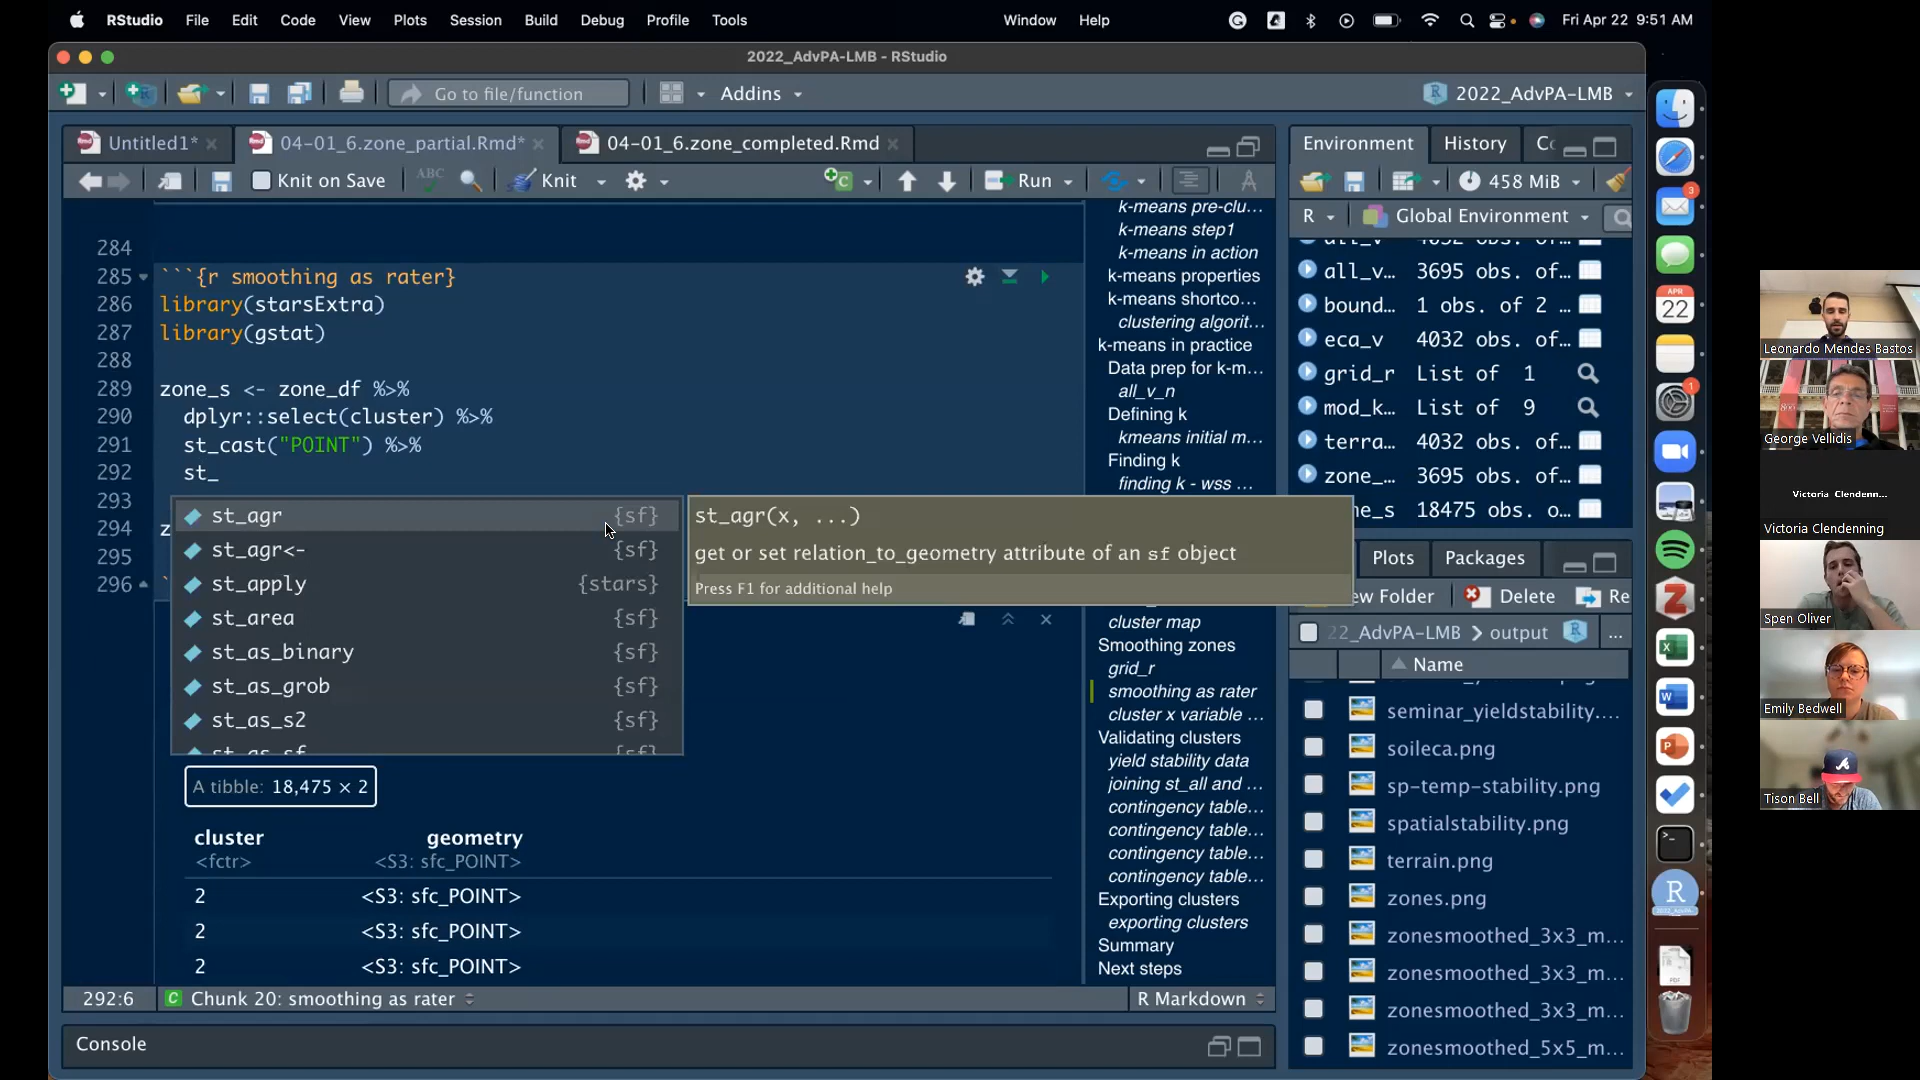 RStudio File Edit Code View Plots Session Build Debug Profile Tools Window Help Fri Apr 22 9:51 AM
2022_AdvPA-LMB - RStudio
Go to file/function Addins 2022_AdvPA-LMB
Untitled1* 04-01_6.zone_partial.Rmd* 04-01_6.zone_completed.Rmd
Knit on Save ABC Knit Run
284
285 ```{r smoothing as rater}
286 library(starsExtra)
287 library(gstat)
288
289 zone_s <- zone_df %>%
290 dplyr::select(cluster) %>%
291 st_cast("POINT") %>%
292 st_
293
294 z
295
296
st_agr {sf}
st_agr<- {sf}
st_apply {stars}
st_area {sf}
st_as_binary {sf}
st_as_grob {sf}
st_as_s2 {sf}
st_as_sf {sf}
st_agr(x, ...)
get or set relation_to_geometry attribute of an sf object
Press F1 for additional help
A tibble: 18,475 × 2
cluster geometry
<fctr> <S3: sfc_POINT>
2 <S3: sfc_POINT>
2 <S3: sfc_POINT>
2 <S3: sfc_POINT>
292:6 Chunk 20: smoothing as rater R Markdown
Console
k-means pre-clu...
k-means step1
k-means in action
k-means properties
k-means shortco...
clustering algorit...
k-means in practice
Data prep for k-m...
all_v_n
Defining k
kmeans initial m...
Finding k
finding k - wss ...
cluster map
Smoothing zones
grid_r
smoothing as rater
cluster x variable ...
Validating clusters
yield stability data
joining st_all and ...
contingency table...
contingency table...
contingency table...
contingency table...
Exporting clusters
exporting clusters
Summary
Next steps
Environment History
458 MiB
R Global Environment
all_v... 3695 obs. of...
bound... 1 obs. of 2 ...
eca_v 4032 obs. of...
grid_r List of 1
mod_k... List of 9
terra... 4032 obs. of...
zone_... 3695 obs. of...
ne_s 18475 obs. o...
Plots Packages
ew Folder Delete Re
22_AdvPA-LMB output ...
Name
seminar_yieldstability....
soileca.png
sp-temp-stability.png
spatialstability.png
terrain.png
zones.png
zonesmoothed_3x3_m...
zonesmoothed_3x3_m...
zonesmoothed_3x3_m...
zonesmoothed_5x5_m...
3
APR
22
1
Leonardo Mendes Bastos
George Vellidis
Victoria Clendenn...
Victoria Clendenning
Spen Oliver
Emily Bedwell
Tison Bell